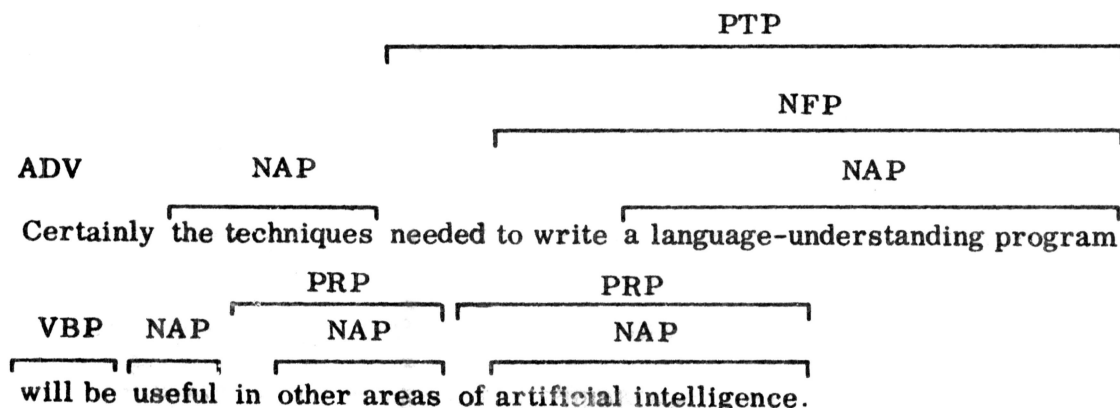 PTP
NFP
ADV NAP NAP
Certainly the techniques needed to write a language-understanding program
PRP PRP
VBP NAP NAP NAP
will be useful in other areas of artificial intelligence.